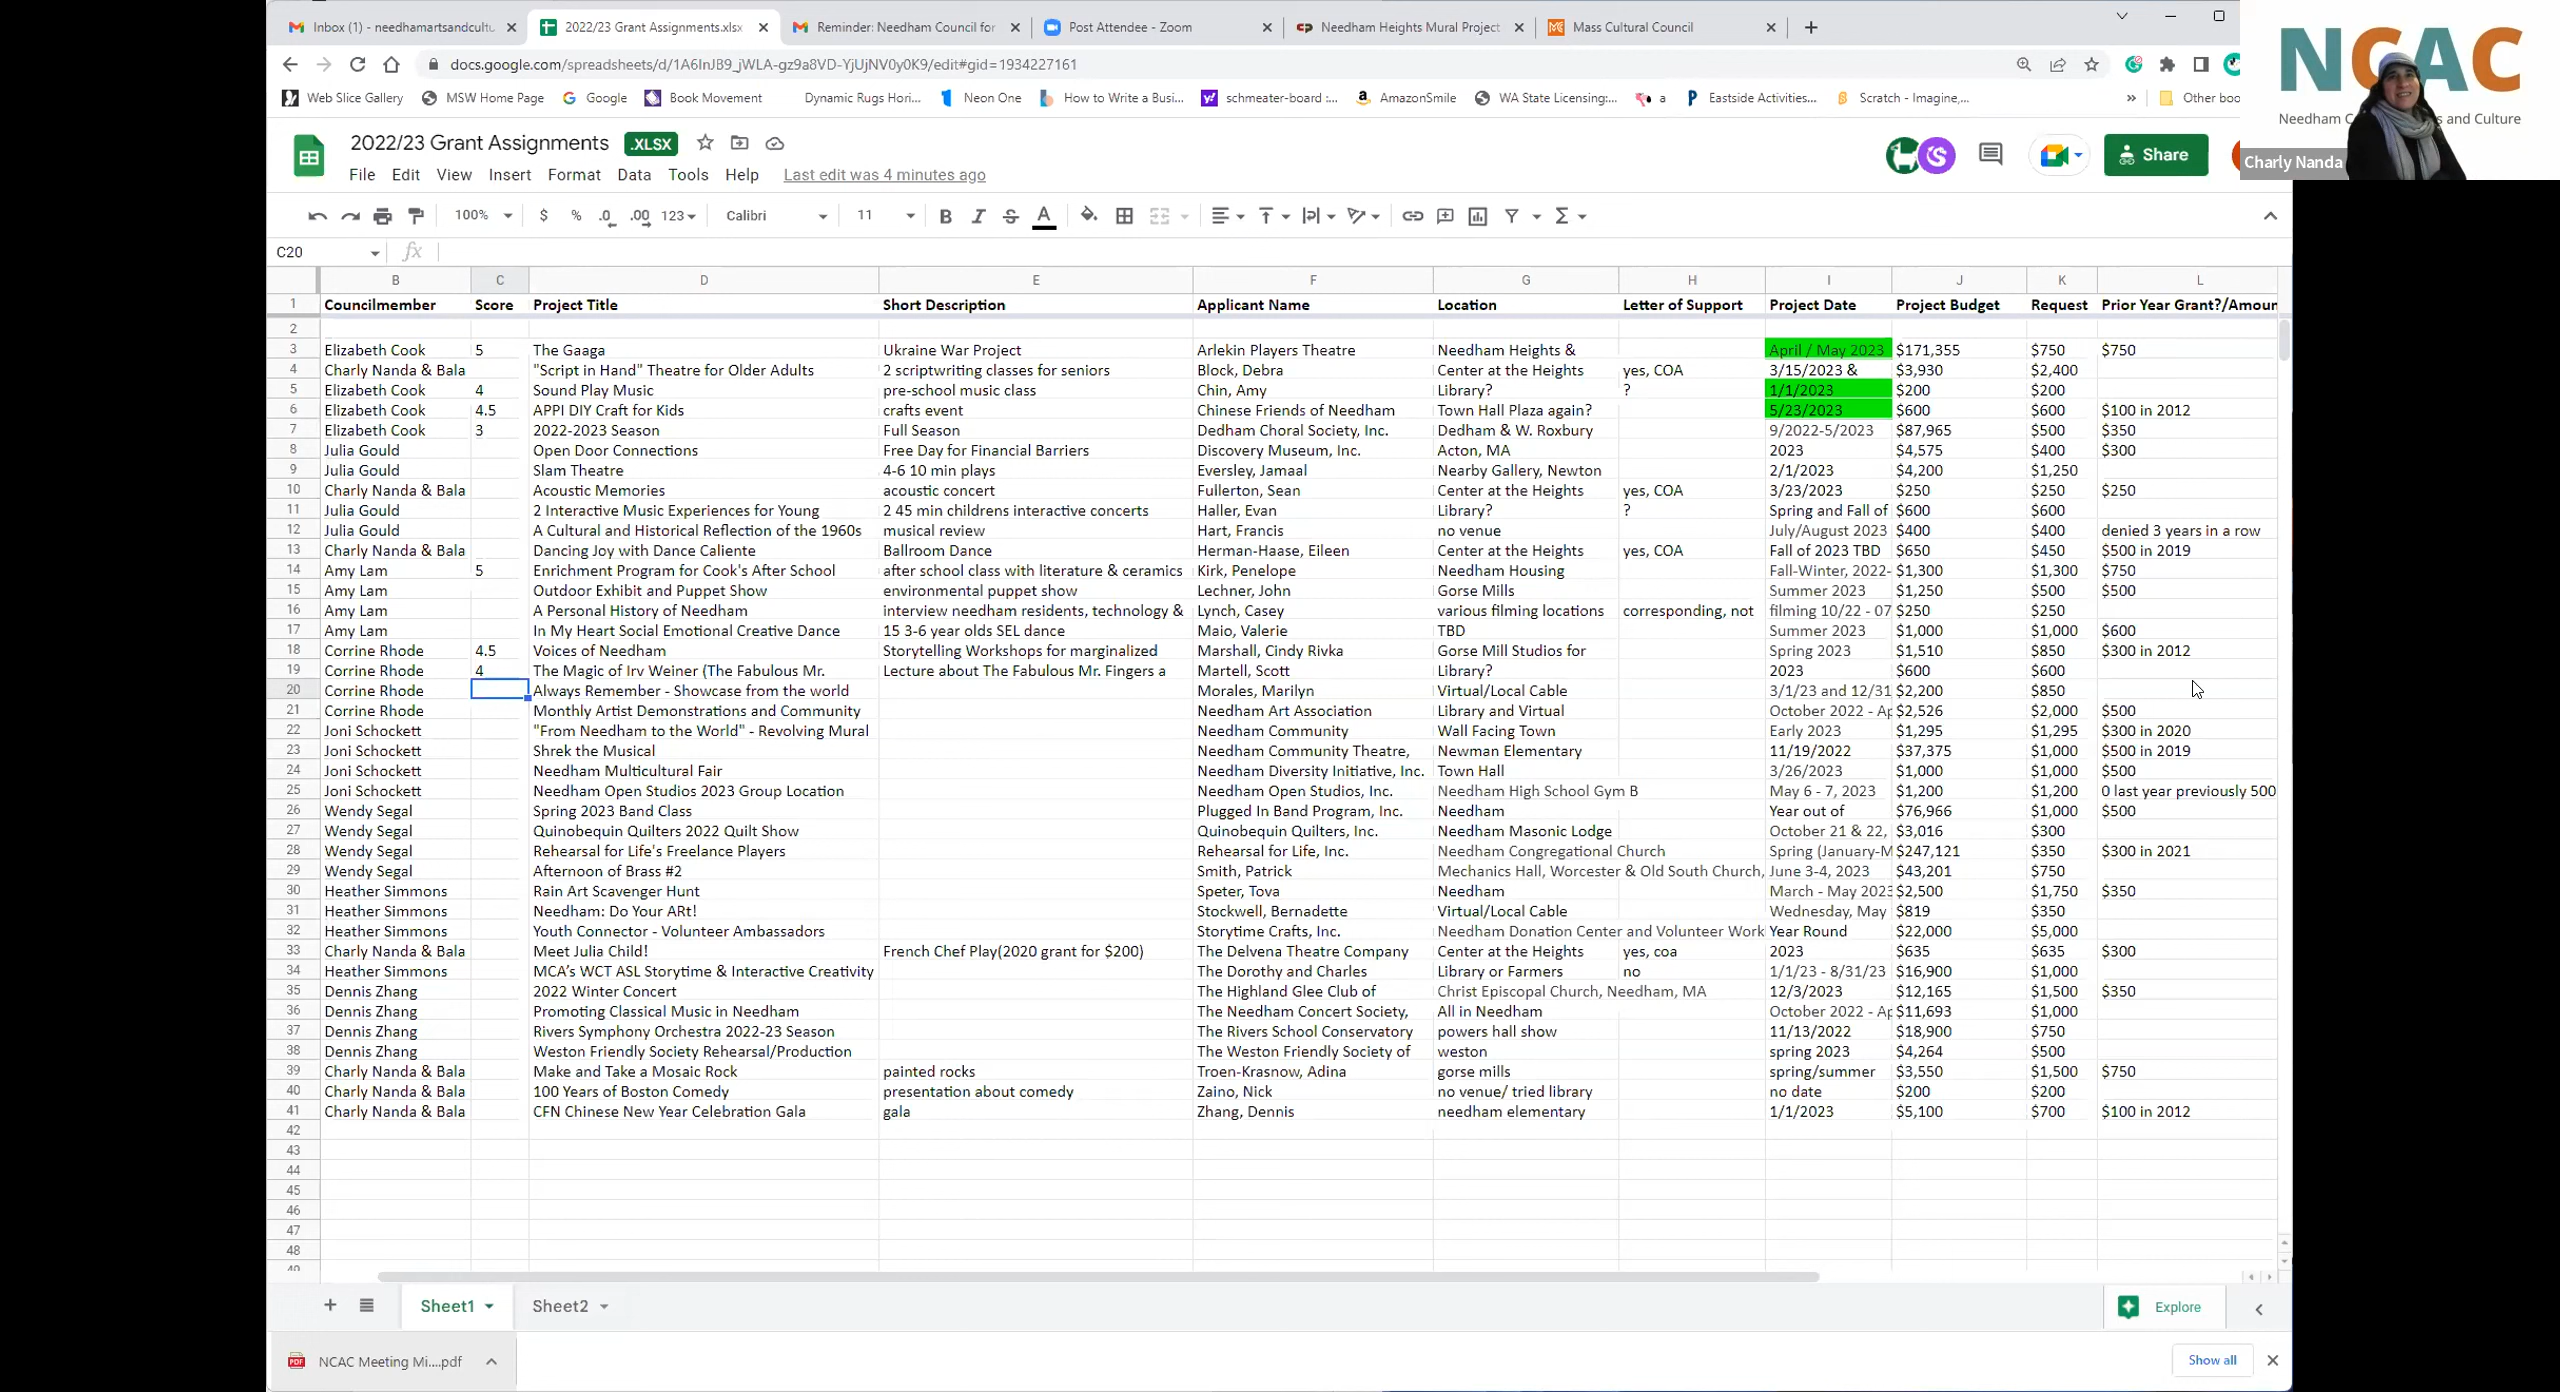 Inbox (1) - needhamartsandcultu
2022/23 Grant Assignments.xlsx
Reminder: Needham Council for
Post Attendee - Zoom
Needham Heights Mural Project
Mass Cultural Council
docs.google.com/spreadsheets/d/1A6InJB9_jWLA-gz9a8VD-YjUjNV0y0K9/edit#gid=1934227161
Web Slice Gallery MSW Home Page Google Book Movement Dynamic Rugs Hori... Neon One How to Write a Busi... schmeater-board :... AmazonSmile WA State Licensing:... a Eastside Activities... Scratch - Imagine,... » Other boo
NCAC
Needham C s and Culture
Charly Nanda
2022/23 Grant Assignments .XLSX
Share
File Edit View Insert Format Data Tools Help Last edit was 4 minutes ago
100% $ % .0 .00 123 Calibri 11 B I S A Σ
C20 fx
B C D E F G H I J K L
1 Councilmember Score Project Title Short Description Applicant Name Location Letter of Support Project Date Project Budget Request Prior Year Grant?/Amoun
2
3 Elizabeth Cook 5 The Gaaga Ukraine War Project Arlekin Players Theatre Needham Heights & April / May 2023 $171,355 $750 $750
4 Charly Nanda & Bala "Script in Hand" Theatre for Older Adults 2 scriptwriting classes for seniors Block, Debra Center at the Heights yes, COA 3/15/2023 & $3,930 $2,400
5 Elizabeth Cook 4 Sound Play Music pre-school music class Chin, Amy Library? ? 1/1/2023 $200 $200
6 Elizabeth Cook 4.5 APPI DIY Craft for Kids crafts event Chinese Friends of Needham Town Hall Plaza again? 5/23/2023 $600 $600 $100 in 2012
7 Elizabeth Cook 3 2022-2023 Season Full Season Dedham Choral Society, Inc. Dedham & W. Roxbury 9/2022-5/2023 $87,965 $500 $350
8 Julia Gould Open Door Connections Free Day for Financial Barriers Discovery Museum, Inc. Acton, MA 2023 $4,575 $400 $300
9 Julia Gould Slam Theatre 4-6 10 min plays Eversley, Jamaal Nearby Gallery, Newton 2/1/2023 $4,200 $1,250
10 Charly Nanda & Bala Acoustic Memories acoustic concert Fullerton, Sean Center at the Heights yes, COA 3/23/2023 $250 $250 $250
11 Julia Gould 2 Interactive Music Experiences for Young 2 45 min childrens interactive concerts Haller, Evan Library? ? Spring and Fall of $600 $600
12 Julia Gould A Cultural and Historical Reflection of the 1960s musical review Hart, Francis no venue July/August 2023 $400 $400 denied 3 years in a row
13 Charly Nanda & Bala Dancing Joy with Dance Caliente Ballroom Dance Herman-Haase, Eileen Center at the Heights yes, COA Fall of 2023 TBD $650 $450 $500 in 2019
14 Amy Lam 5 Enrichment Program for Cook's After School after school class with literature & ceramics Kirk, Penelope Needham Housing Fall-Winter, 2022- $1,300 $1,300 $750
15 Amy Lam Outdoor Exhibit and Puppet Show environmental puppet show Lechner, John Gorse Mills Summer 2023 $1,250 $500 $500
16 Amy Lam A Personal History of Needham interview needham residents, technology & Lynch, Casey various filming locations corresponding, not filming 10/22 - 07 $250 $250
17 Amy Lam In My Heart Social Emotional Creative Dance 15 3-6 year olds SEL dance Maio, Valerie TBD Summer 2023 $1,000 $1,000 $600
18 Corrine Rhode 4.5 Voices of Needham Storytelling Workshops for marginalized Marshall, Cindy Rivka Gorse Mill Studios for Spring 2023 $1,510 $850 $300 in 2012
19 Corrine Rhode 4 The Magic of Irv Weiner (The Fabulous Mr. Lecture about The Fabulous Mr. Fingers a Martell, Scott Library? 2023 $600 $600
20 Corrine Rhode Always Remember - Showcase from the world Morales, Marilyn Virtual/Local Cable 3/1/23 and 12/31 $2,200 $850
21 Corrine Rhode Monthly Artist Demonstrations and Community Needham Art Association Library and Virtual October 2022 - Ap $2,526 $2,000 $500
22 Joni Schockett "From Needham to the World" - Revolving Mural Needham Community Wall Facing Town Early 2023 $1,295 $1,295 $300 in 2020
23 Joni Schockett Shrek the Musical Needham Community Theatre, Newman Elementary 11/19/2022 $37,375 $1,000 $500 in 2019
24 Joni Schockett Needham Multicultural Fair Needham Diversity Initiative, Inc. Town Hall 3/26/2023 $1,000 $1,000 $500
25 Joni Schockett Needham Open Studios 2023 Group Location Needham Open Studios, Inc. Needham High School Gym B May 6 - 7, 2023 $1,200 $1,200 0 last year previously 500
26 Wendy Segal Spring 2023 Band Class Plugged In Band Program, Inc. Needham Year out of $76,966 $1,000 $500
27 Wendy Segal Quinobequin Quilters 2022 Quilt Show Quinobequin Quilters, Inc. Needham Masonic Lodge October 21 & 22, $3,016 $300
28 Wendy Segal Rehearsal for Life's Freelance Players Rehearsal for Life, Inc. Needham Congregational Church Spring (January-M $247,121 $350 $300 in 2021
29 Wendy Segal Afternoon of Brass #2 Smith, Patrick Mechanics Hall, Worcester & Old South Church, June 3-4, 2023 $43,201 $750
30 Heather Simmons Rain Art Scavenger Hunt Speter, Tova Needham March - May 2023 $2,500 $1,750 $350
31 Heather Simmons Needham: Do Your ARt! Stockwell, Bernadette Virtual/Local Cable Wednesday, May $819 $350
32 Heather Simmons Youth Connector - Volunteer Ambassadors Storytime Crafts, Inc. Needham Donation Center and Volunteer Work Year Round $22,000 $5,000
33 Charly Nanda & Bala Meet Julia Child! French Chef Play(2020 grant for $200) The Delvena Theatre Company Center at the Heights yes, coa 2023 $635 $635 $300
34 Heather Simmons MCA's WCT ASL Storytime & Interactive Creativity The Dorothy and Charles Library or Farmers no 1/1/23 - 8/31/23 $16,900 $1,000
35 Dennis Zhang 2022 Winter Concert The Highland Glee Club of Christ Episcopal Church, Needham, MA 12/3/2023 $12,165 $1,500 $350
36 Dennis Zhang Promoting Classical Music in Needham The Needham Concert Society, All in Needham October 2022 - Ap $11,693 $1,000
37 Dennis Zhang Rivers Symphony Orchestra 2022-23 Season The Rivers School Conservatory powers hall show 11/13/2022 $18,900 $750
38 Dennis Zhang Weston Friendly Society Rehearsal/Production The Weston Friendly Society of weston spring 2023 $4,264 $500
39 Charly Nanda & Bala Make and Take a Mosaic Rock painted rocks Troen-Krasnow, Adina gorse mills spring/summer $3,550 $1,500 $750
40 Charly Nanda & Bala 100 Years of Boston Comedy presentation about comedy Zaino, Nick no venue/ tried library no date $200 $200
41 Charly Nanda & Bala CFN Chinese New Year Celebration Gala gala Zhang, Dennis needham elementary 1/1/2023 $5,100 $700 $100 in 2012
42
43
44
45
46
47
48
49
Sheet1 Sheet2 Explore
PDF NCAC Meeting Mi....pdf Show all